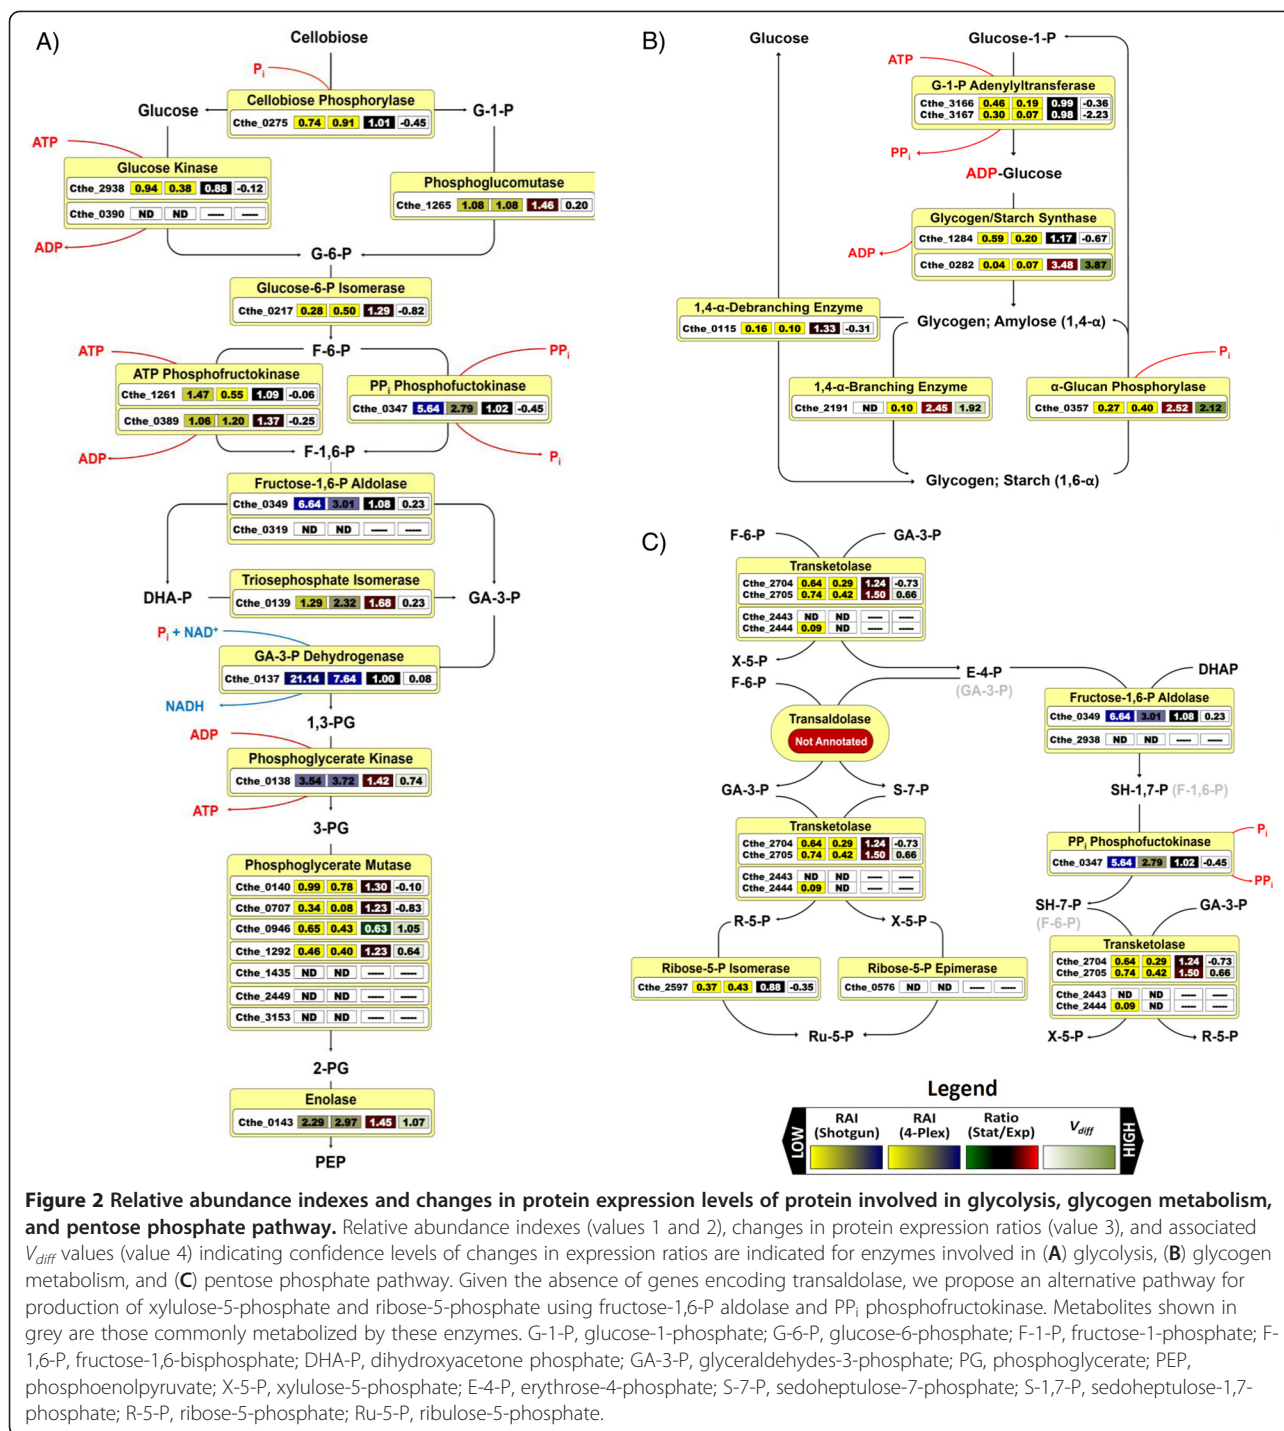 A)
Cellobiose
Pi
Cellobiose Phosphorylase
Cthe_0275 0.74 0.91 1.01 -0.45
Glucose
G-1-P
ATP
Glucose Kinase
Cthe_2938 0.94 0.38 0.88 -0.12
Cthe_0390 ND ND ---- ----
ADP
Phosphoglucomutase
Cthe_1265 1.08 1.08 1.46 0.20
G-6-P
Glucose-6-P Isomerase
Cthe_0217 0.28 0.50 1.29 -0.82
F-6-P
ATP
PPi
ATP Phosfructokinase
Cthe_1261 1.47 0.55 1.09 -0.06
Cthe_0389 1.06 1.20 1.37 -0.25
PPi Phosphofuctokinase
Cthe_0347 5.64 2.79 1.02 -0.45
ADP
Pi
F-1,6-P
Fructose-1,6-P Aldolase
Cthe_0349 6.64 3.01 1.08 0.23
Cthe_0319 ND ND ---- ----
Triosephosphate Isomerase
DHA-P
Cthe_0139 1.29 2.32 1.68 0.23
GA-3-P
Pi + NAD+
GA-3-P Dehydrogenase
Cthe_0137 21.14 7.64 1.00 0.08
NADH
1,3-PG
ADP
Phosphoglycerate Kinase
Cthe_0138 3.54 3.72 1.42 0.74
ATP
3-PG
Phosphoglycerate Mutase
Cthe_0140 0.99 0.78 1.30 -0.10
Cthe_0707 0.34 0.08 1.23 -0.83
Cthe_0946 0.65 0.43 0.63 1.05
Cthe_1292 0.46 0.40 1.23 0.64
Cthe_1435 ND ND ---- ----
Cthe_2449 ND ND ---- ----
Cthe_3153 ND ND ---- ----
2-PG
Enolase
Cthe_0143 2.29 2.97 1.45 1.07
PEP
B)
Glucose
Glucose-1-P
ATP
G-1-P Adenylyltransferase
Cthe_3166 0.46 0.19 0.99 -0.36
Cthe_3167 0.30 0.07 0.98 -2.23
PPi
ADP-Glucose
Glycogen/Starch Synthase
Cthe_1284 0.59 0.20 1.17 -0.67
Cthe_0282 0.04 0.07 3.48 3.87
ADP
1,4-α-Debranching Enzyme
Cthe_0115 0.16 0.10 1.33 -0.31
Glycogen; Amylose (1,4-α)
Pi
1,4-α-Branching Enzyme
Cthe_2191 ND 0.10 2.45 1.92
α-Glucan Phosphorylase
Cthe_0357 0.27 0.40 2.52 2.12
Glycogen; Starch (1,6-α)
C)
F-6-P
GA-3-P
Transketolase
Cthe_2704 0.64 0.29 1.24 -0.73
Cthe_2705 0.74 0.42 1.50 0.66
Cthe_2443 ND ND ---- ----
Cthe_2444 0.09 ND ---- ----
X-5-P
F-6-P
E-4-P
(GA-3-P)
DHAP
Transaldolase
Not Annotated
Fructose-1,6-P Aldolase
Cthe_0349 6.64 3.01 1.08 0.23
Cthe_2938 ND ND ---- ----
GA-3-P
S-7-P
SH-1,7-P (F-1,6-P)
Transketolase
Cthe_2704 0.64 0.29 1.24 -0.73
Cthe_2705 0.74 0.42 1.50 0.66
Cthe_2443 ND ND ---- ----
Cthe_2444 0.09 ND ---- ----
Pi
PPi Phosphofuctokinase
Cthe_0347 5.64 2.79 1.02 -0.45
PPi
R-5-P
X-5-P
SH-7-P
(F-6-P)
GA-3-P
Ribose-5-P Isomerase
Cthe_2597 0.37 0.43 0.88 -0.35
Ribose-5-P Epimerase
Cthe_0576 ND ND ---- ----
Transketolase
Cthe_2704 0.64 0.29 1.24 -0.73
Cthe_2705 0.74 0.42 1.50 0.66
Cthe_2443 ND ND ---- ----
Cthe_2444 0.09 ND ---- ----
Ru-5-P
X-5-P
R-5-P
Legend
LOW
RAI (Shotgun)
RAI (4-Plex)
Ratio (Stat/Exp)
Vdiff
HIGH
Figure 2 Relative abundance indexes and changes in protein expression levels of protein involved in glycolysis, glycogen metabolism,
and pentose phosphate pathway. Relative abundance indexes (values 1 and 2), changes in protein expression ratios (value 3), and associated
Vdiff values (value 4) indicating confidence levels of changes in expression ratios are indicated for enzymes involved in (A) glycolysis, (B) glycogen
metabolism, and (C) pentose phosphate pathway. Given the absence of genes encoding transaldolase, we propose an alternative pathway for
production of xylulose-5-phosphate and ribose-5-phosphate using fructose-1,6-P aldolase and PPi phosphofructokinase. Metabolites shown in
grey are those commonly metabolized by these enzymes. G-1-P, glucose-1-phosphate; G-6-P, glucose-6-phosphate; F-1-P, fructose-1-phosphate; F-
1,6-P, fructose-1,6-bisphosphate; DHA-P, dihydroxyacetone phosphate; GA-3-P, glyceraldehydes-3-phosphate; PG, phosphoglycerate; PEP,
phosphoenolpyruvate; X-5-P, xylulose-5-phosphate; E-4-P, erythrose-4-phosphate; S-7-P, sedoheptulose-7-phosphate; S-1,7-P, sedoheptulose-1,7-
phosphate; R-5-P, ribose-5-phosphate; Ru-5-P, ribulose-5-phosphate.